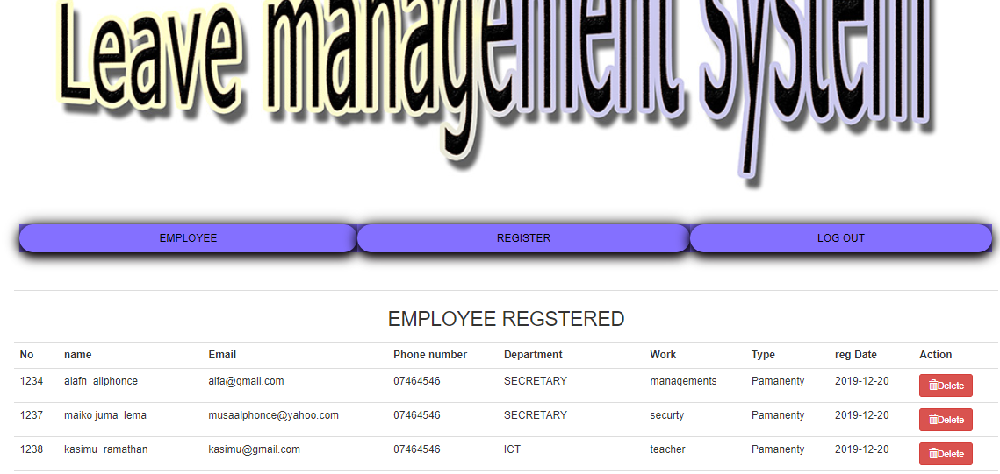 Leave management system
EMPLOYEE REGISTER LOG OUT
EMPLOYEE REGSTERED
No name Email Phone number Department Work Type reg Date Action
1234 alafn aliphonce alfa@gmail.com 07464546 SECRETARY managements Pamanenty 2019-12-20 Delete
1237 maiko juma lema musaalphonce@yahoo.com 07464546 SECRETARY securty Pamanenty 2019-12-20 Delete
1238 kasimu ramathan kasimu@gmail.com 07464546 ICT teacher Pamanenty 2019-12-20 Delete